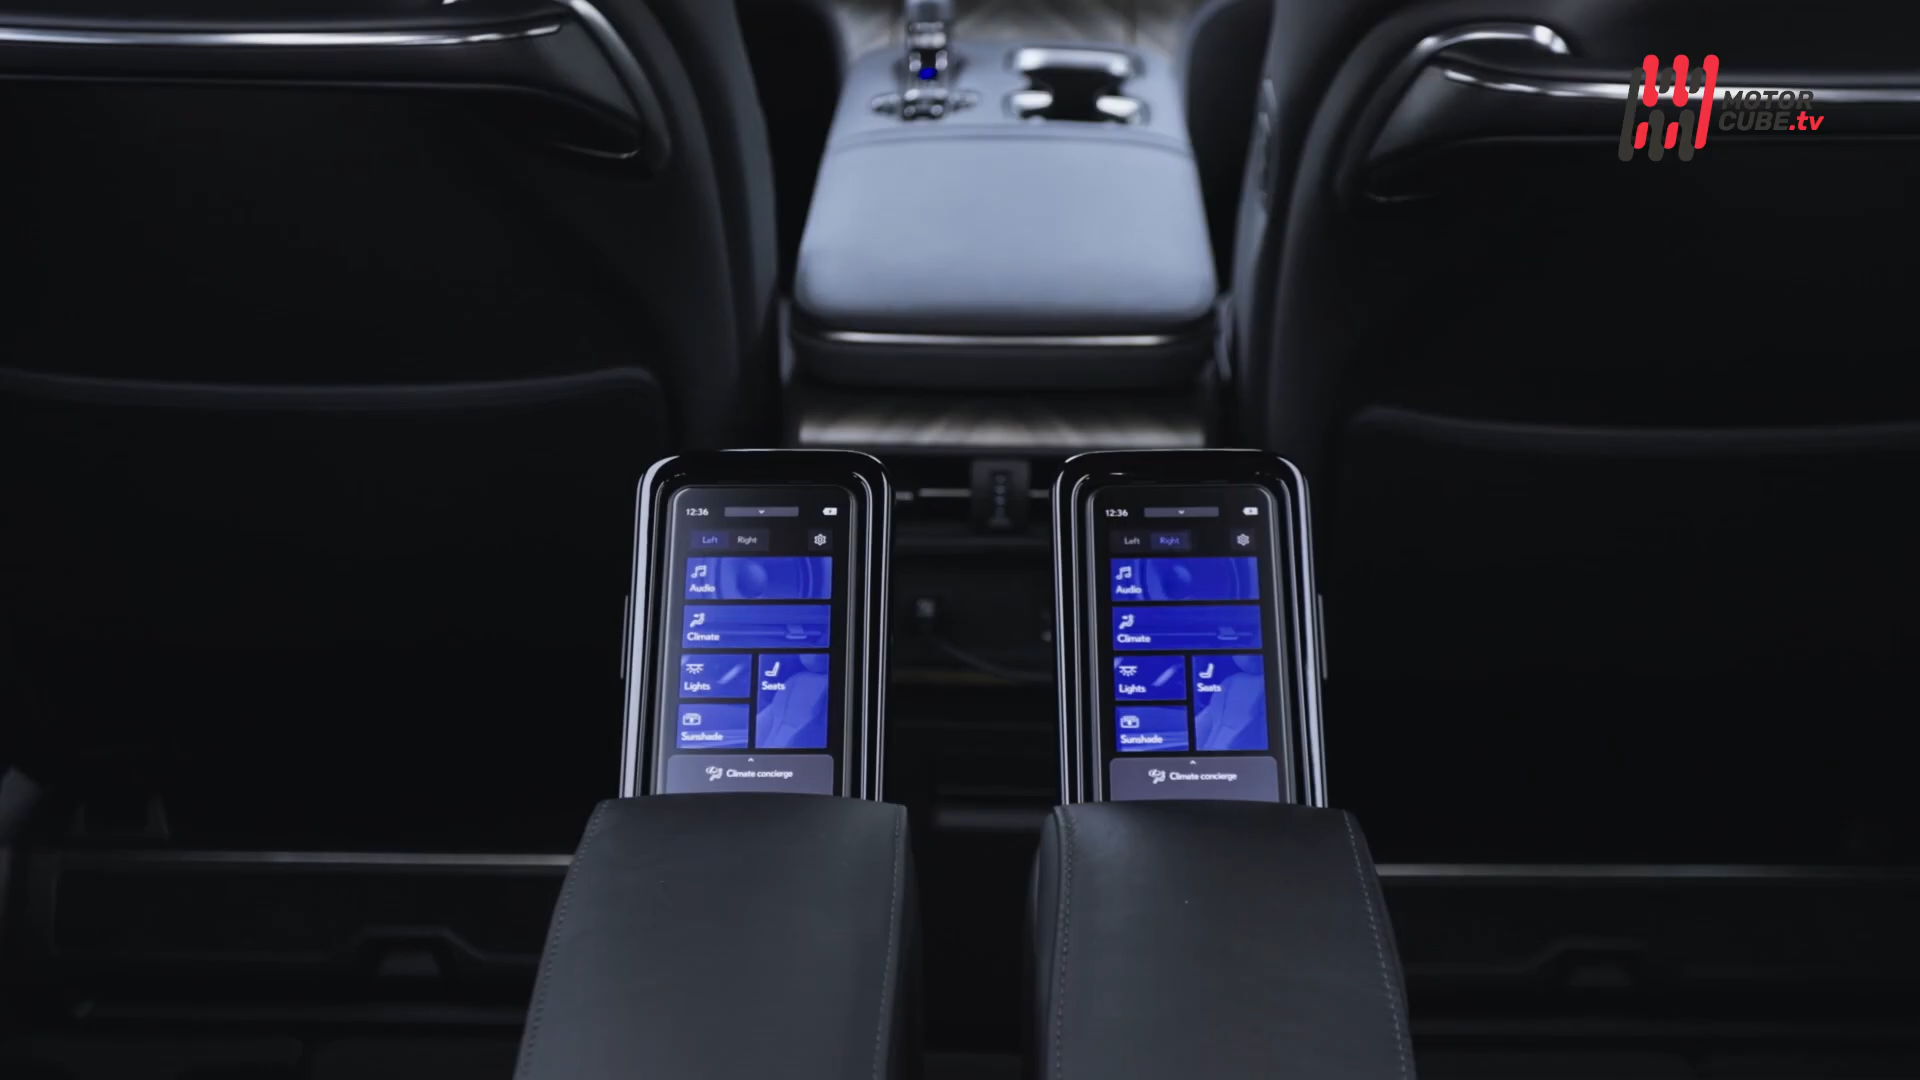 MOTOR
CUBE.tv
12:36
Left Right
Audio
Climate
Lights
Seats
Sunshade
Climate concierge
12:36
Left Right
Audio
Climate
Lights
Seats
Sunshade
Climate concierge